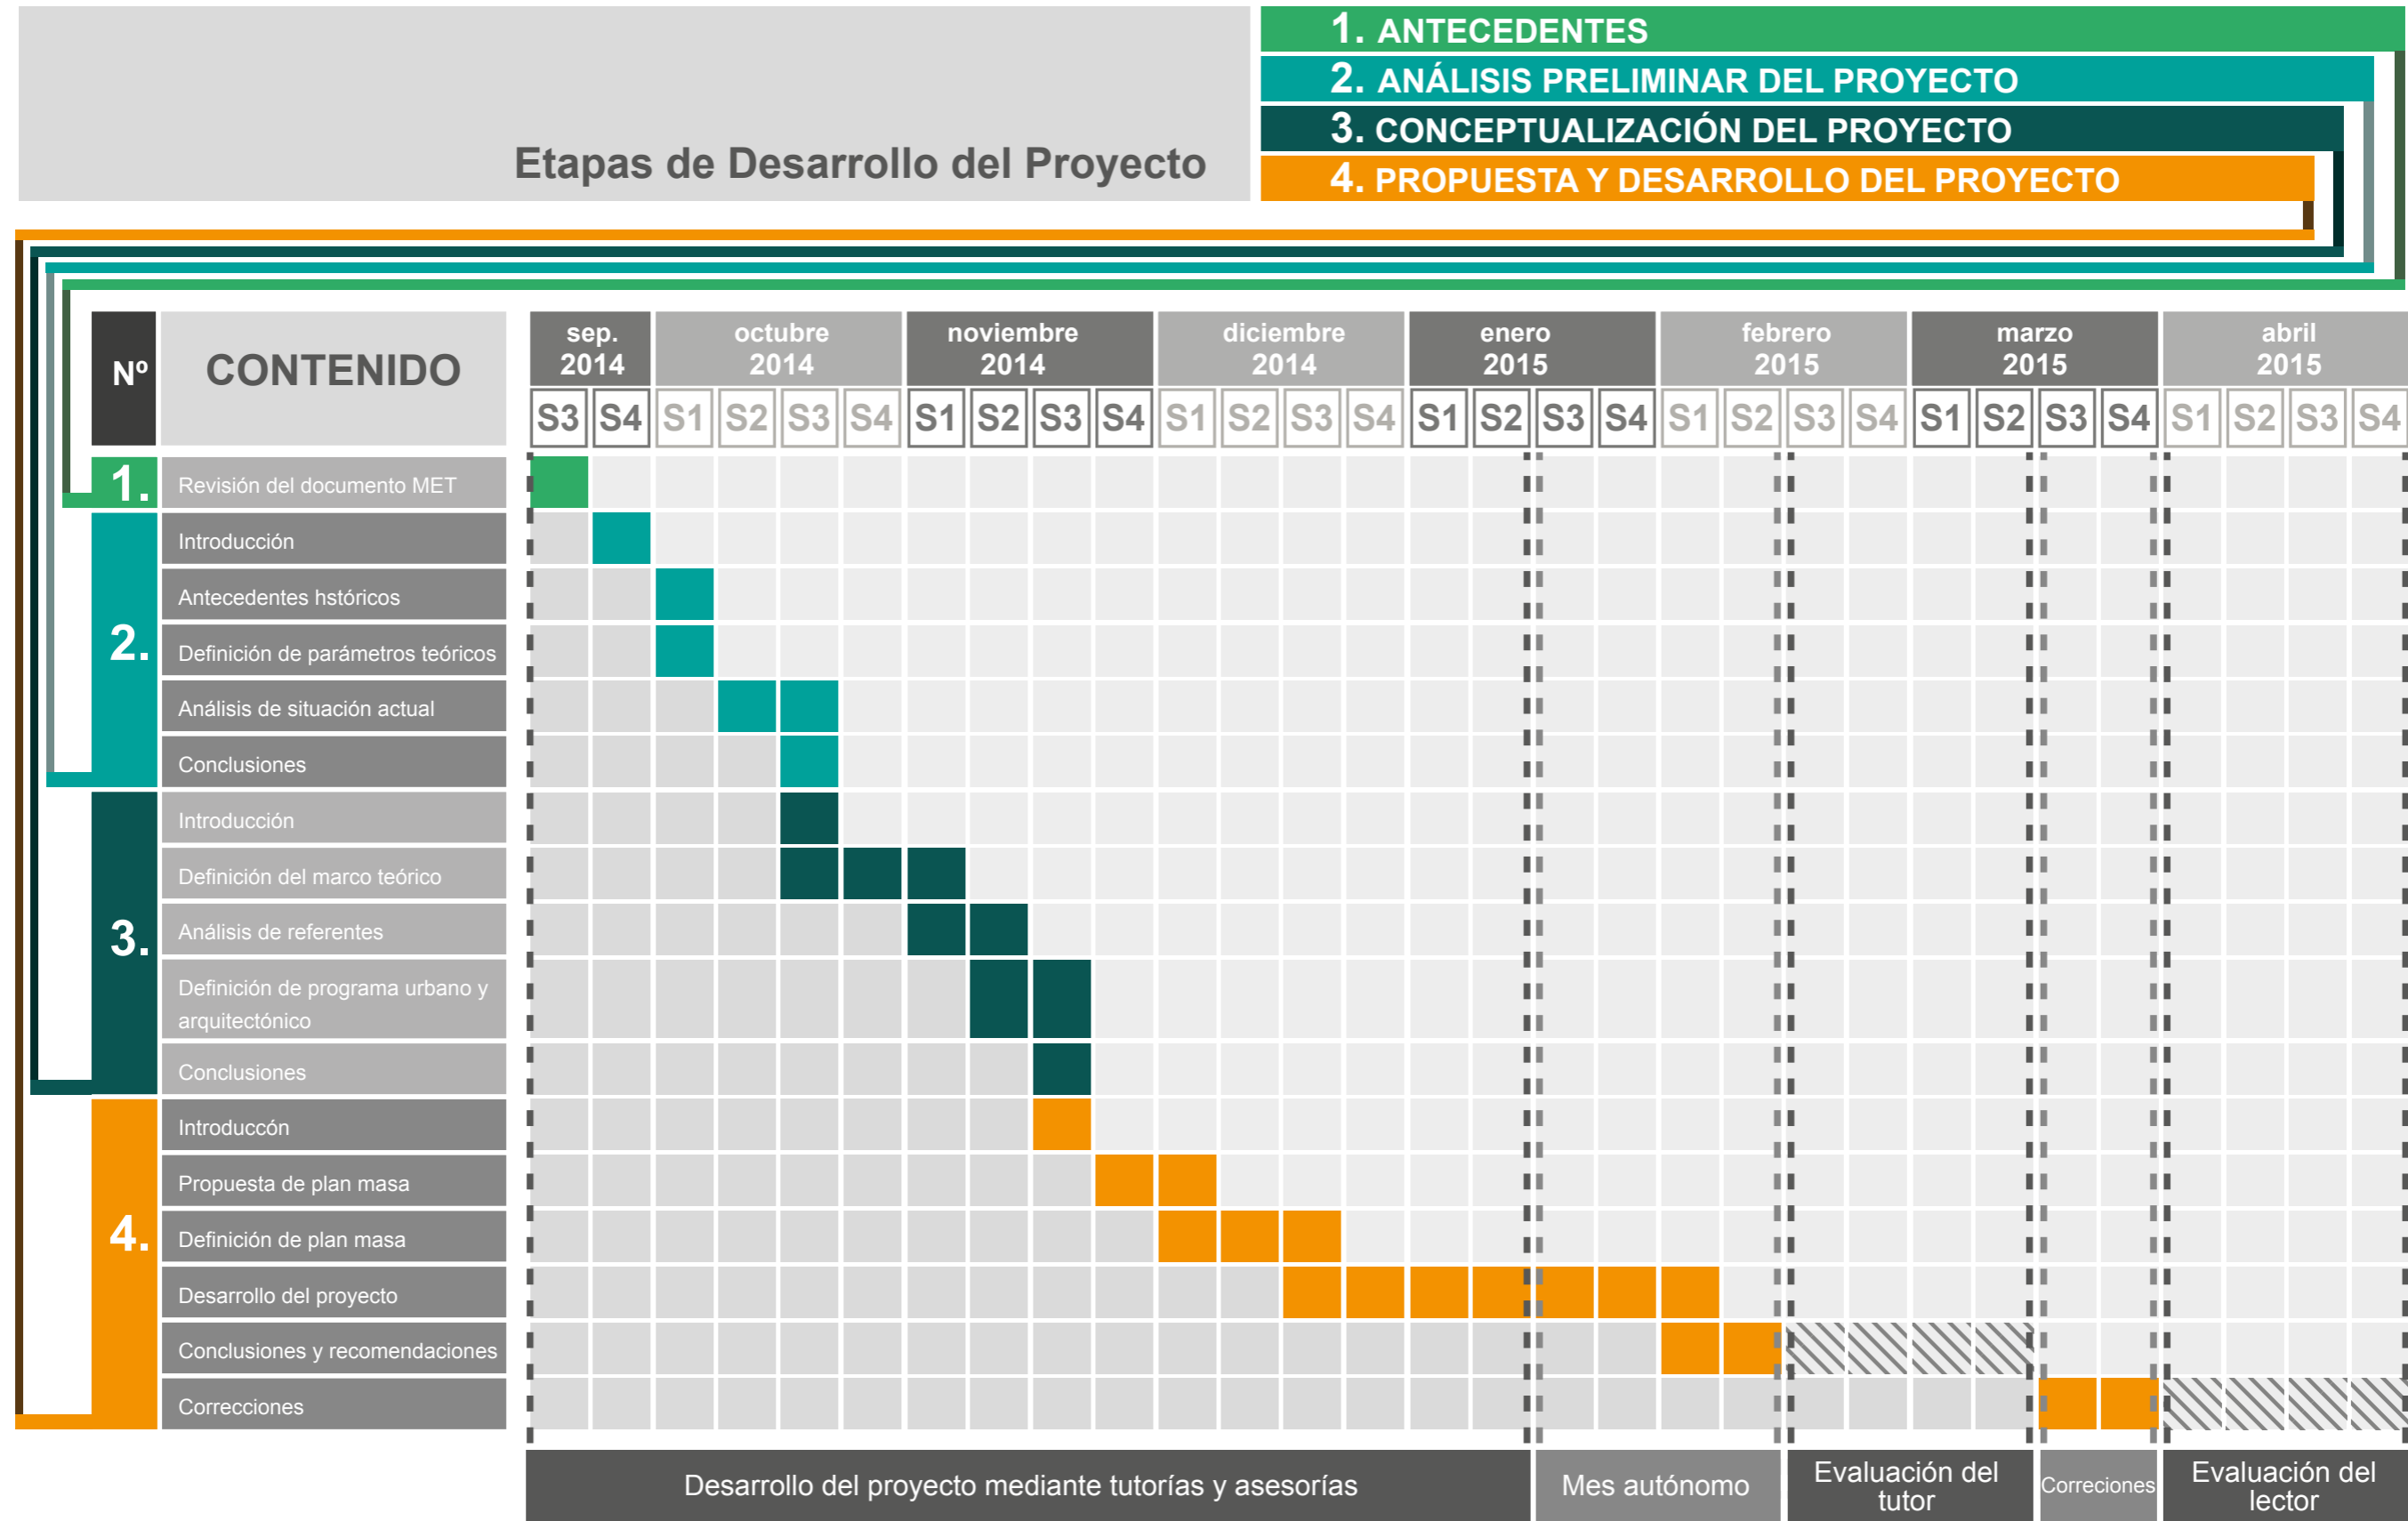 Etapas de Desarrollo del Proyecto
1. ANTECEDENTES
2. ANÁLISIS PRELIMINAR DEL PROYECTO
3. CONCEPTUALIZACIÓN DEL PROYECTO
4. PROPUESTA Y DESARROLLO DEL PROYECTO
Nº CONTENIDO
sep. 2014 octubre 2014 noviembre 2014 diciembre 2014 enero 2015 febrero 2015 marzo 2015 abril 2015
S3 S4 S1 S2 S3 S4 S1 S2 S3 S4 S1 S2 S3 S4 S1 S2 S3 S4 S1 S2 S3 S4 S1 S2 S3 S4 S1 S2 S3 S4
1. Revisión del documento MET
2.
Introducción
Antecedentes hstóricos
Definición de parámetros teóricos
Análisis de situación actual
Conclusiones
3.
Introducción
Definición del marco teórico
Análisis de referentes
Definición de programa urbano y
arquitectónico
Conclusiones
4.
Introduccón
Propuesta de plan masa
Definición de plan masa
Desarrollo del proyecto
Conclusiones y recomendaciones
Correcciones
Desarrollo del proyecto mediante tutorías y asesorías
Mes autónomo
Evaluación del
tutor
Correciones
Evaluación del
lector